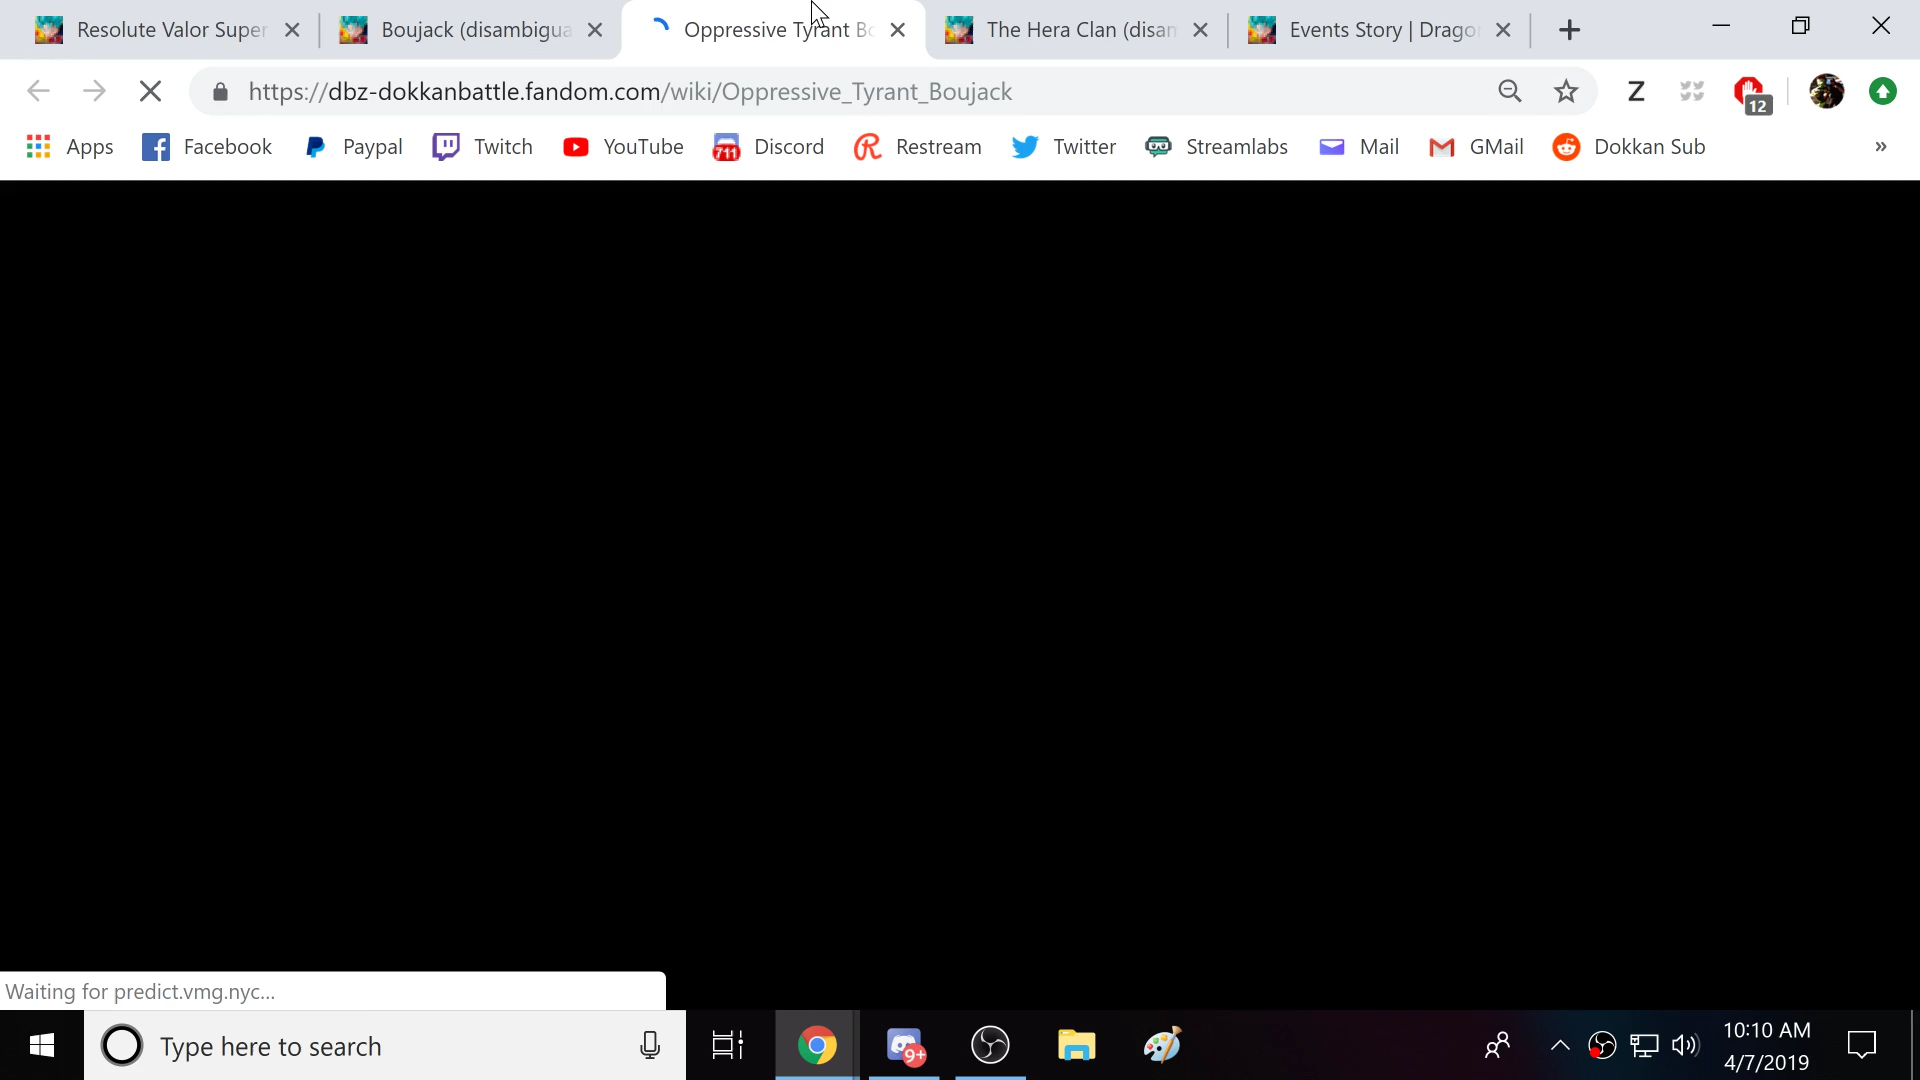 Resolute Valor Super
Boujack (disambigua
Oppressive Tyrant Bo
The Hera Clan (disam
Events Story | Drago
https://dbz-dokkanbattle.fandom.com/wiki/Oppressive_Tyrant_Boujack
Z
12
Apps
Facebook
Paypal
Twitch
YouTube
711
Discord
Restream
Twitter
Streamlabs
Mail
GMail
Dokkan Sub
»
Waiting for predict.vmg.nyc...
Type here to search
9+
10:10 AM
4/7/2019